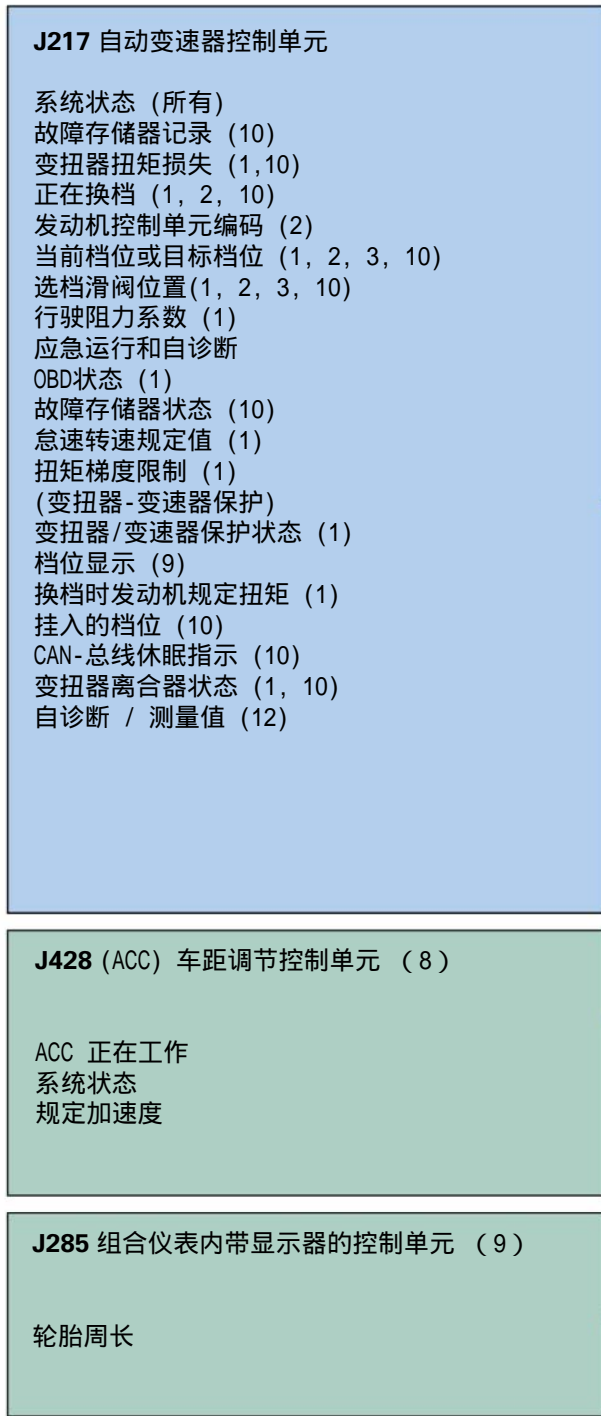 J217 自动变速器控制单元
系统状态 (所有)
故障存储器记录 (10)
变扭器扭矩损失 (1,10)
正在换档 (1, 2, 10)
发动机控制单元编码 (2)
当前档位或目标档位 (1, 2, 3, 10)
选档滑阀位置(1, 2, 3, 10)
行驶阻力系数 (1)
应急运行和自诊断
OBD状态 (1)
故障存储器状态 (10)
怠速转速规定值 (1)
扭矩梯度限制 (1)
(变扭器-变速器保护)
变扭器/变速器保护状态 (1)
档位显示 (9)
换档时发动机规定扭矩 (1)
挂入的档位 (10)
CAN-总线休眠指示 (10)
变扭器离合器状态 (1, 10)
自诊断 / 测量值 (12)
J428 (ACC) 车距调节控制单元 （8）
ACC 正在工作
系统状态
规定加速度
J285 组合仪表内带显示器的控制单元 （9）
轮胎周长